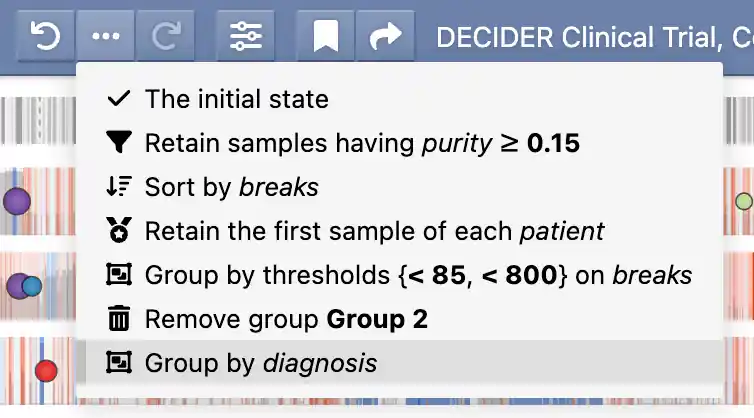 DECIDER Clinical Trial, C
The initial state
Retain samples having purity ≥ 0.15
Sort by breaks
Retain the first sample of each patient
Group by thresholds {< 85, < 800} on breaks
Remove group Group 2
Group by diagnosis